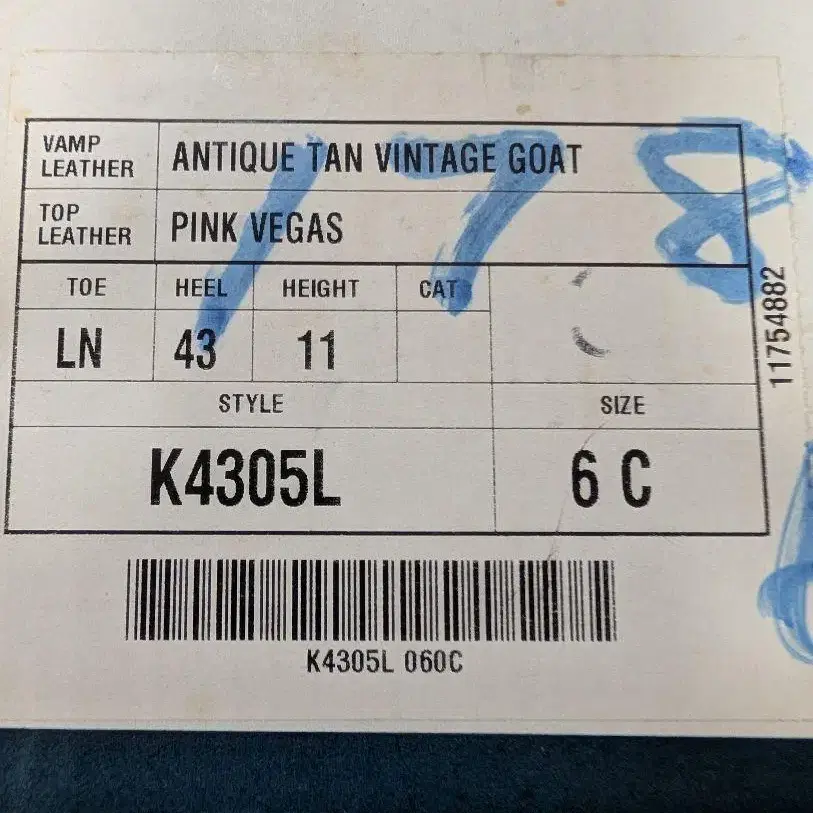 VAMP LEATHER ANTIQUE TAN VINTAGE GOAT
TOP LEATHER PINK VEGAS
TOE HEEL HEIGHT CAT
LN 43 11
STYLE SIZE
K4305L 6 C
K4305L 060C
11754882
178